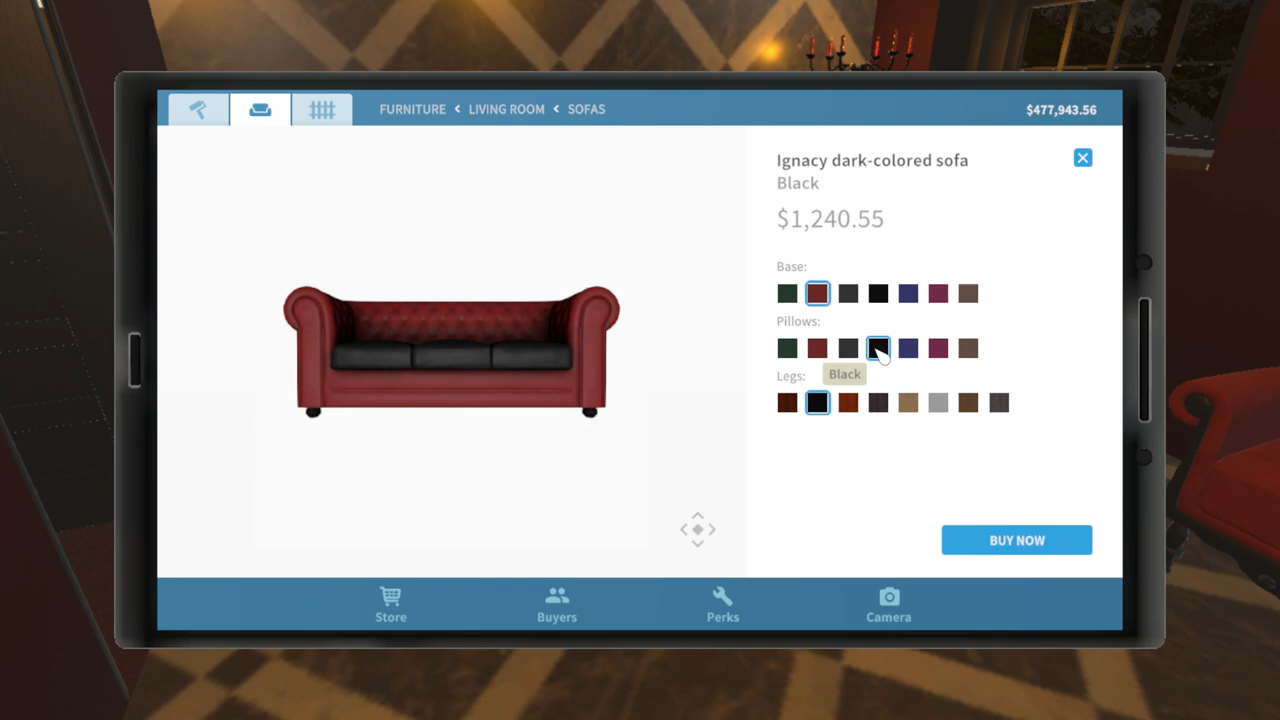 FURNITURE < LIVING ROOM < SOFAS
$477,943.56
Ignacy dark-colored sofa
Black
$1,240.55
Base:
Pillows:
Legs:
Black
BUY NOW
Store
Buyers
Perks
Camera